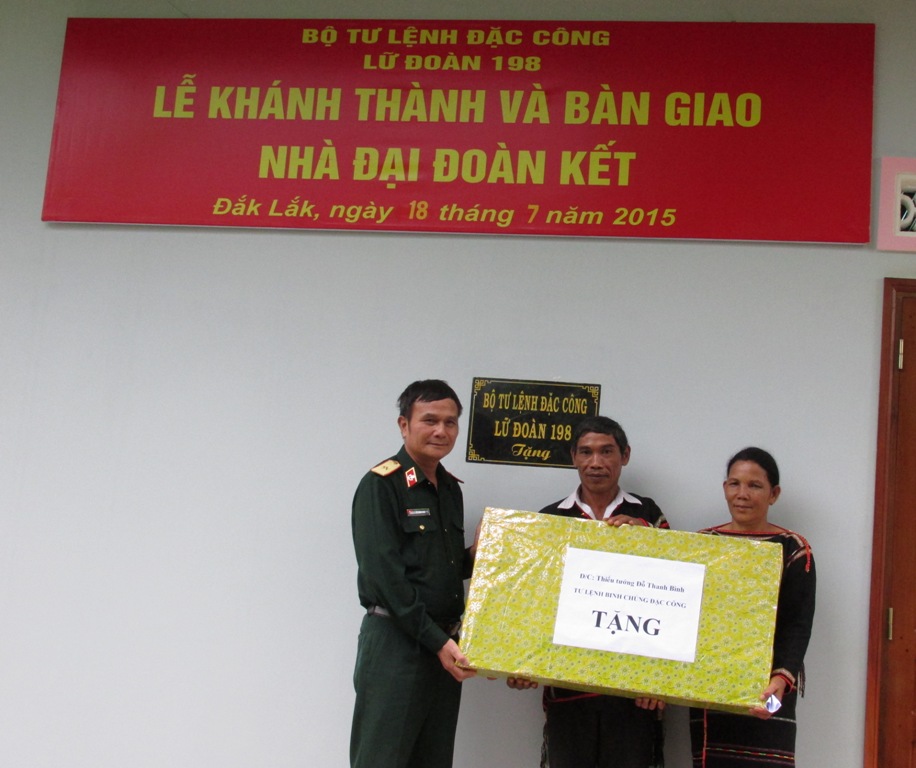 BỘ TƯ LỆNH ĐẶC CÔNG
LỮ ĐOÀN 198
LỄ KHÁNH THÀNH VÀ BÀN GIAO
NHÀ ĐẠI ĐOÀN KẾT
Đắk Lắk, ngày 18 tháng 7 năm 2015
BỘ TƯ LỆNH ĐẶC CÔNG
LỮ ĐOÀN 198
Tặng
Đ/C: Thiếu tướng Đỗ Thanh Bình
TƯ LỆNH BINH CHỦNG ĐẶC CÔNG
TẶNG